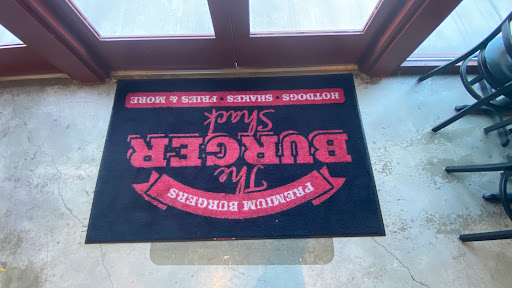 PREMIUM BURGERS
The
BURGER
Shack
HOTDOGS • SHAKES • FRIES & MORE